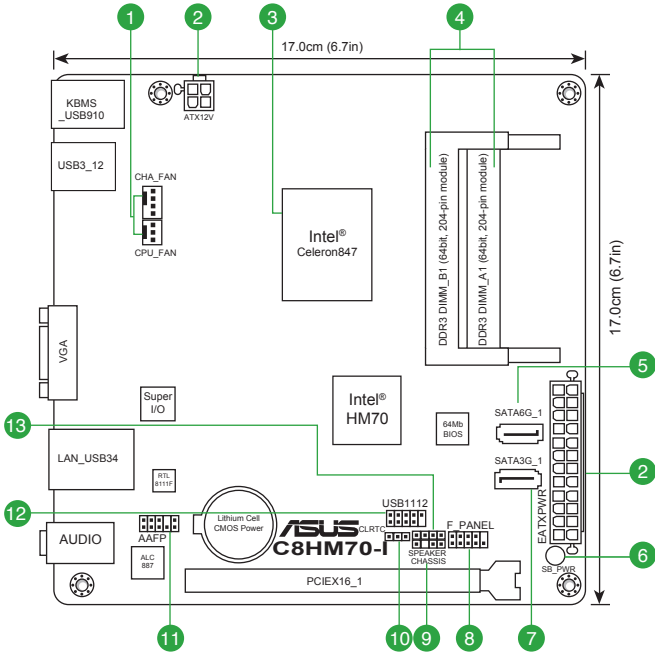 1
2
3
4
17.0cm (6.7in)
KBMS
_USB910
ATX12V
USB3_12
CHA_FAN
CPU_FAN
Intel®
Celeron847
DDR3 DIMM_B1 (64bit, 204-pin module)
DDR3 DIMM_A1 (64bit, 204-pin module)
17.0cm (6.7in)
VGA
5
Super
I/O
Intel®
HM70
64Mb
BIOS
SATA6G_1
13
LAN_USB34
RTL
8111F
SATA3G_1
2
12
USB1112
Lithium Cell
CMOS Power
ASUS
CLRTC
F_PANEL
EATXPWR
AUDIO
AAFP
C8HM70-I
SPEAKER
CHASSIS
6
SB_PWR
ALC
887
PCIEX16_1
11
10
9
8
7